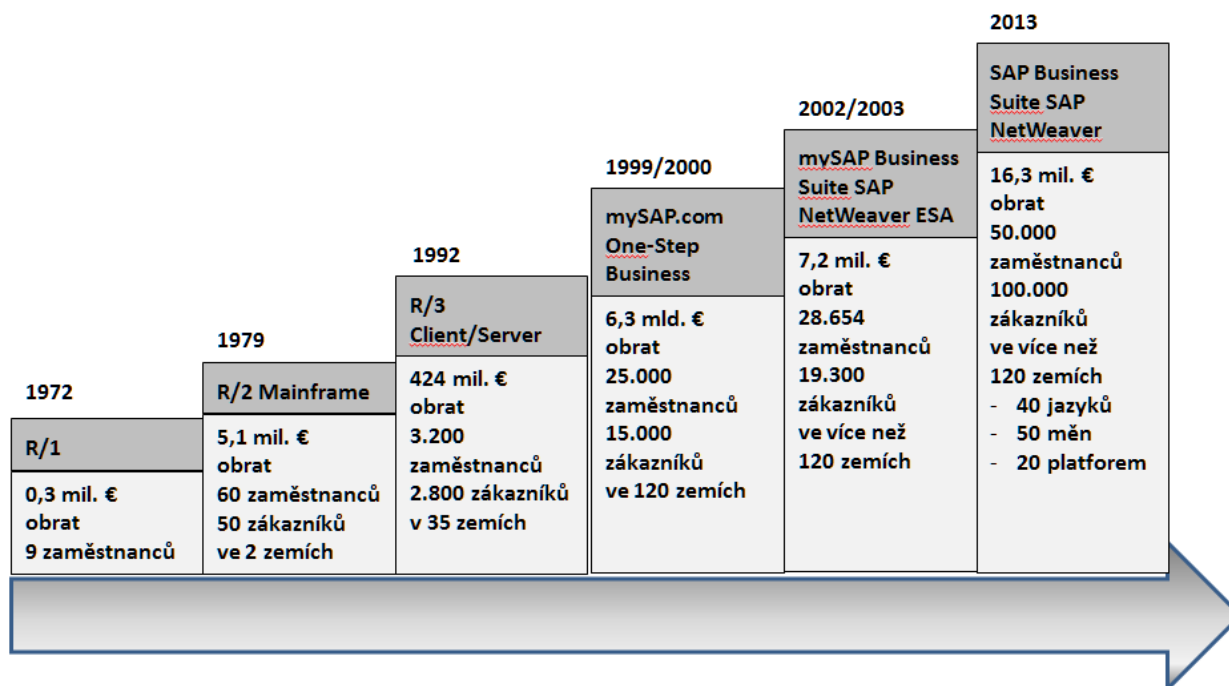 1972
R/1
0,3 mil. €
obrat
9 zaměstnanců
1979
R/2 Mainframe
5,1 mil. €
obrat
60 zaměstnanců
50 zákazníků
ve 2 zemích
1992
R/3
Client/Server
424 mil. €
obrat
3.200
zaměstnanců
2.800 zákazníků
v 35 zemích
1999/2000
mySAP.com
One-Step
Business
6,3 mld. €
obrat
25.000
zaměstnanců
15.000
zákazníků
ve 120 zemích
2002/2003
mySAP Business
Suite SAP
NetWeaver ESA
7,2 mil. €
obrat
28.654
zaměstnanců
19.300
zákazníků
ve více než
120 zemích
2013
SAP Business
Suite SAP
NetWeaver
16,3 mil. €
obrat
50.000
zaměstnanců
100.000
zákazníků
ve více než
120 zemích
- 40 jazyků
- 50 měn
- 20 platforem